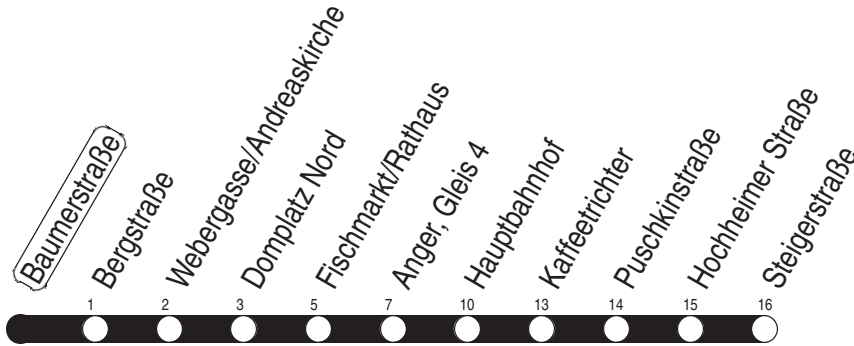 Baumerstraße
Bergstraße
Webergasse/Andreaskirche
Domplatz Nord
Fischmarkt/Rathaus
Anger, Gleis 4
Hauptbahnhof
Kaffeetrichter
Puschkinstraße
Hochheimer Straße
Steigerstraße
1 2 3 5 7 10 13 14 15 16